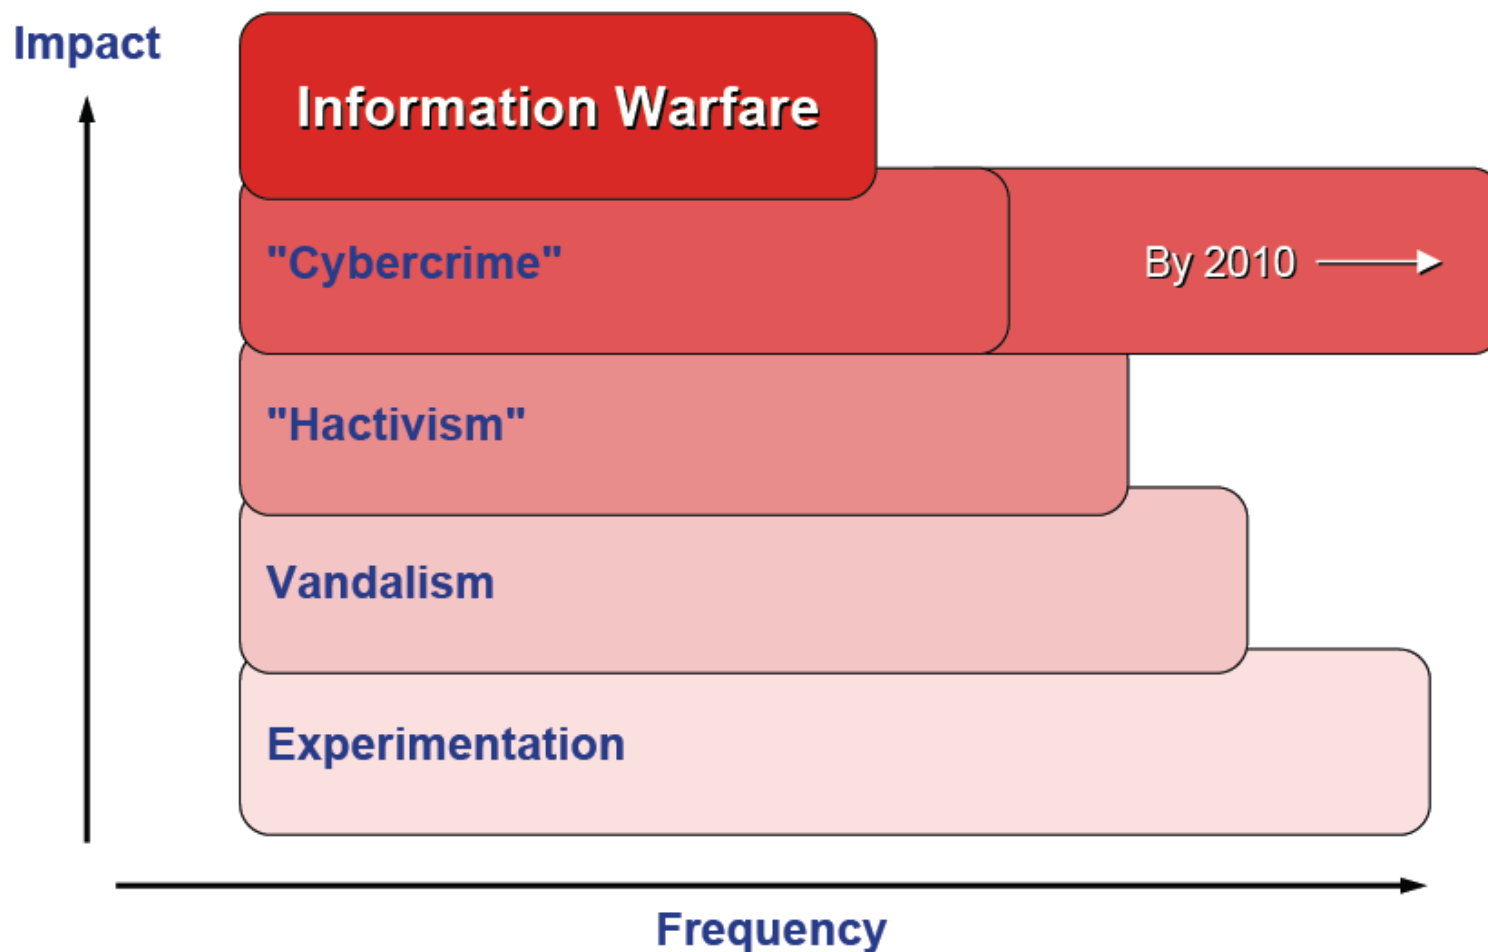 Impact
Information Warfare
"Cybercrime"
By 2010
"Hactivism"
Vandalism
Experimentation
Frequency